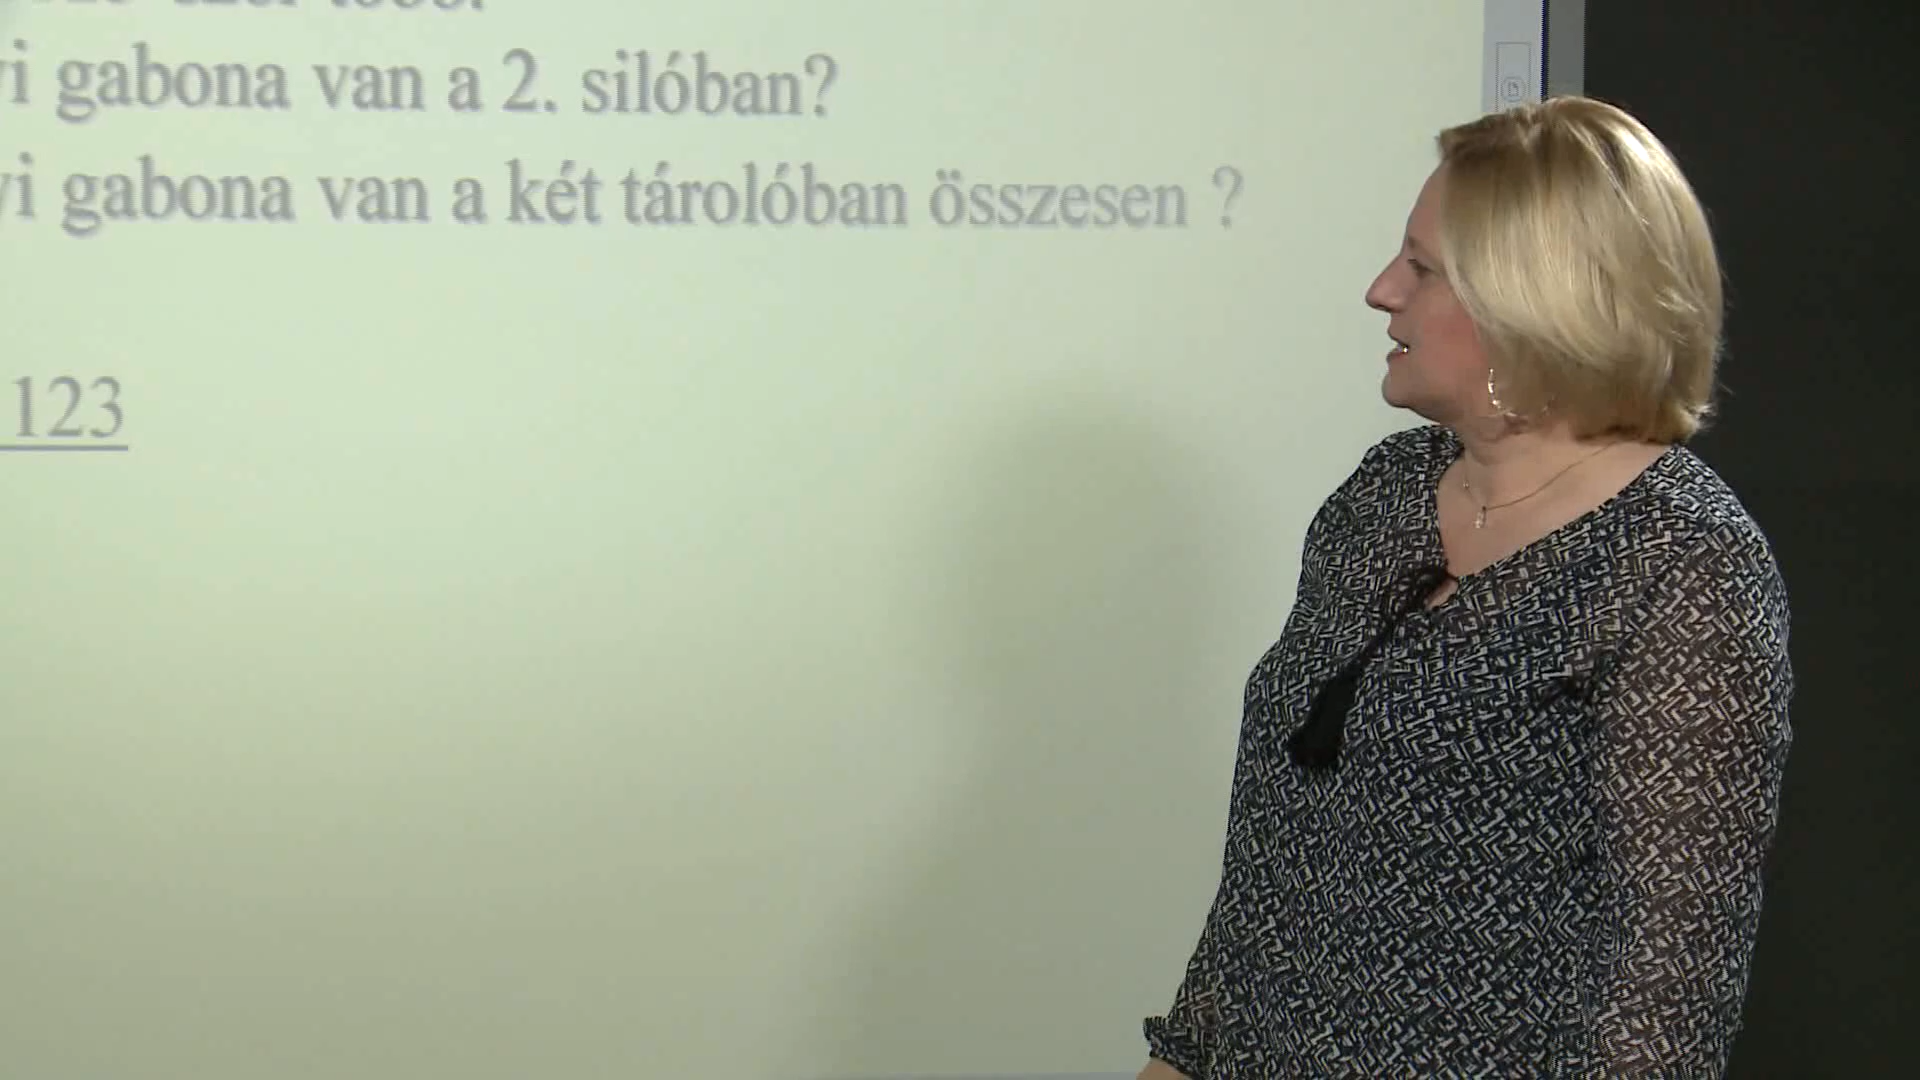 gabona van a 2. silóban?
gabona van a két tárolóban összesen ?
123